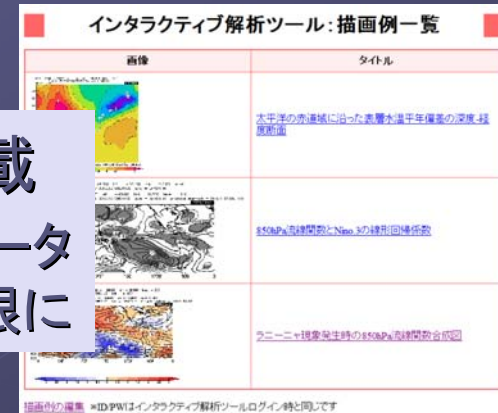 インタラクティブ解析ツール：描画例一覧
画像
タイトル
太平洋の赤道域に沿った表層水温平年偏差の深度-経
度断面
載
ータ
艮に
850hPa流線関数とNino.3の線形回帰係数
ラニーニャ現象発生時の850hPa流線関数合成図
描画例の編集 *ID/PWはインタラクティブ解析ツールログイン時と同じです